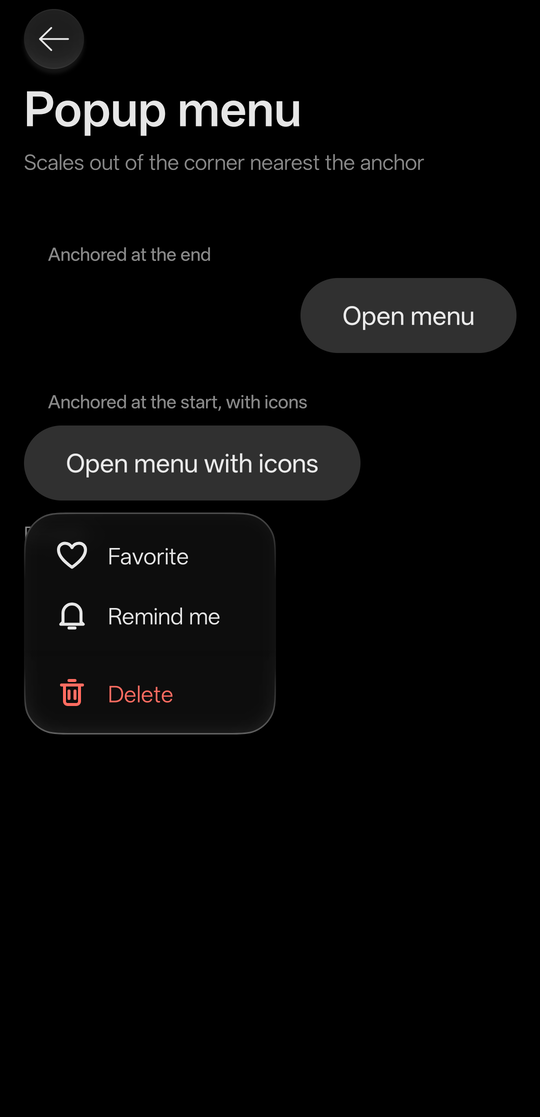 Popup menu
Scales out of the corner nearest the anchor
Anchored at the end
Open menu
Anchored at the start, with icons
Open menu with icons
Favorite
Remind me
Delete